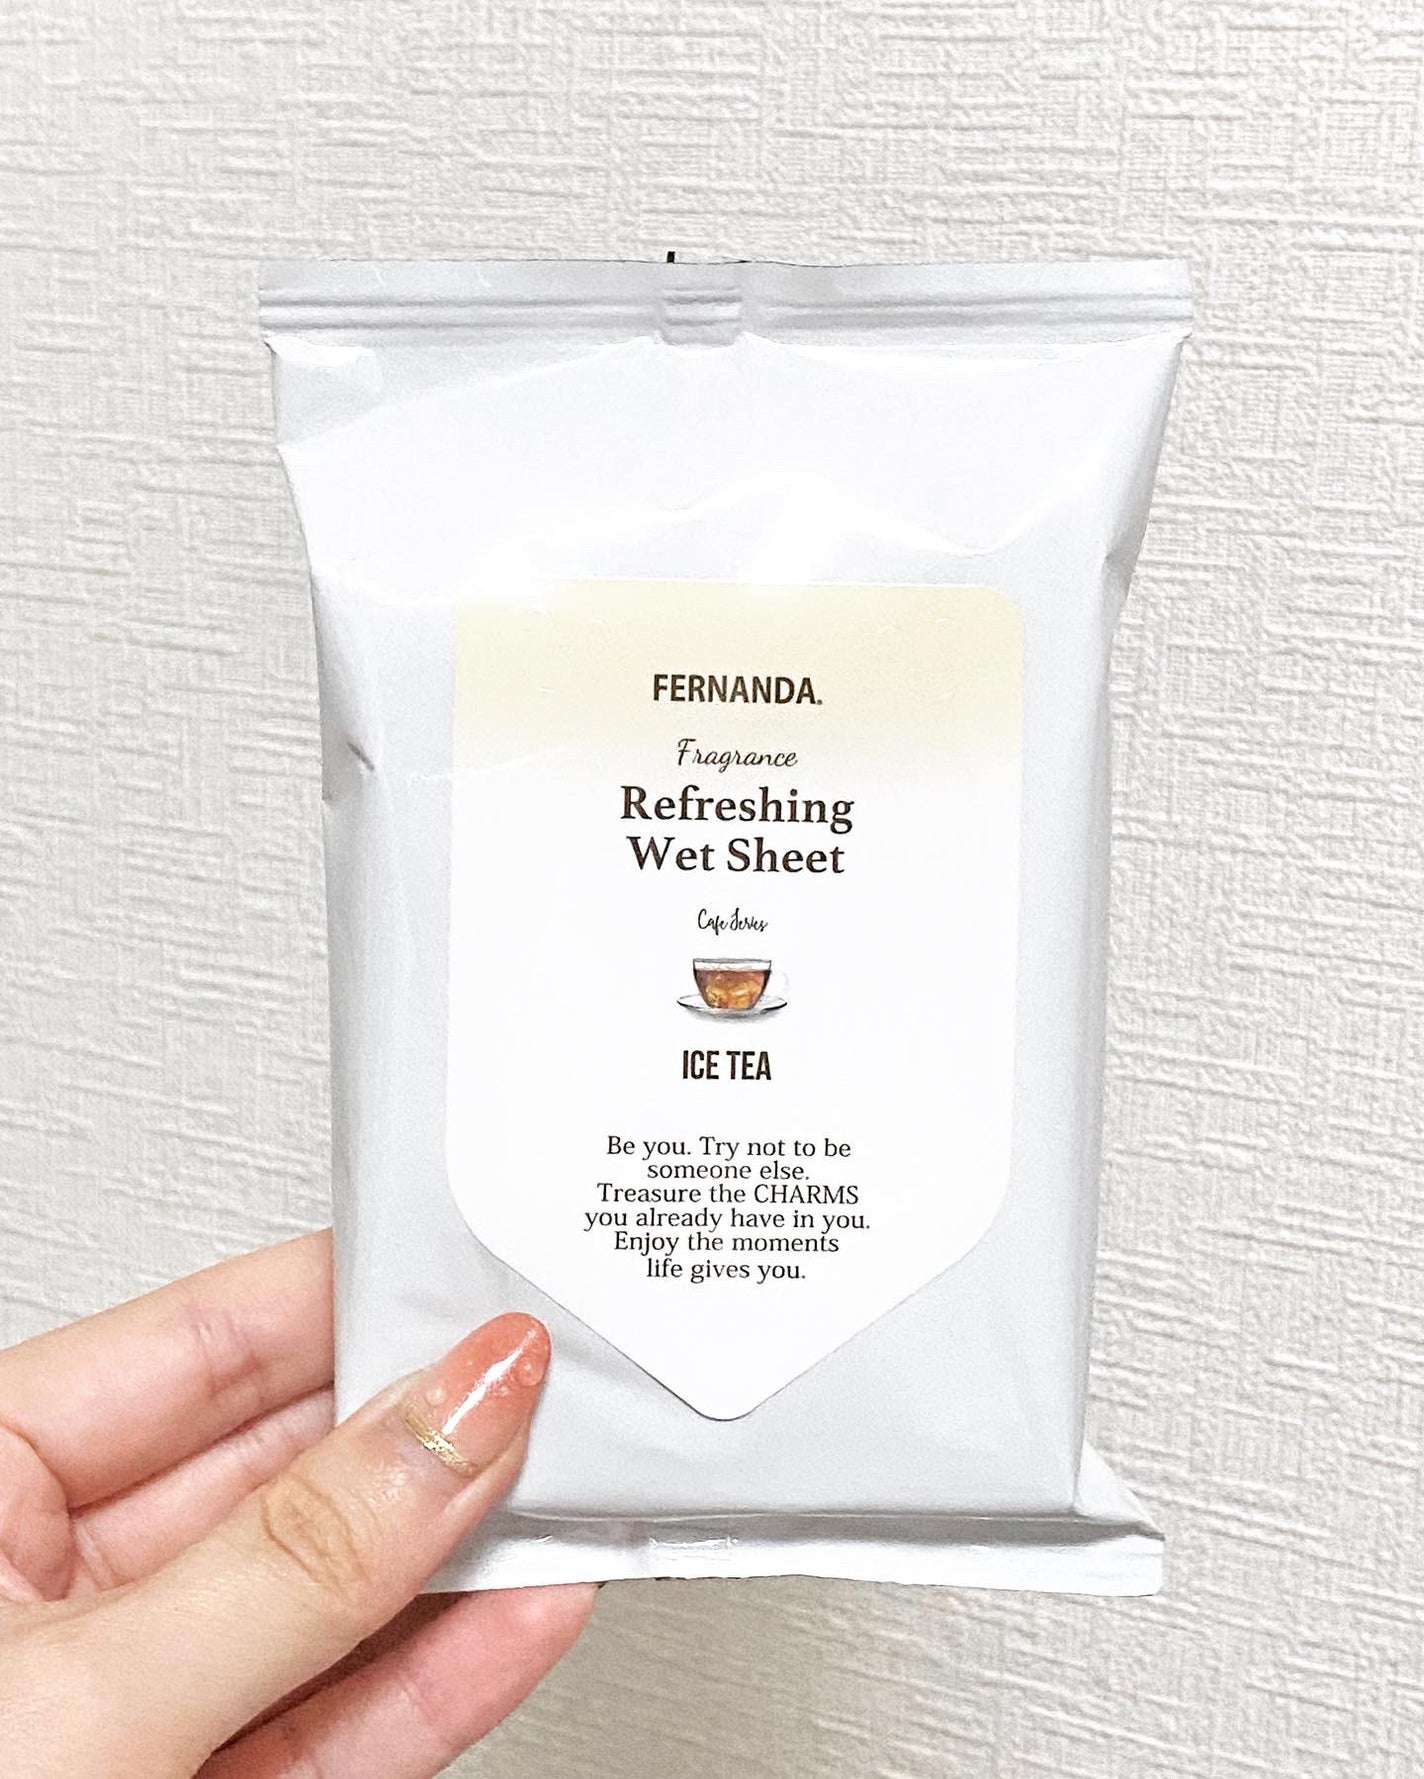 FERNANDA.
Fragrance
Refreshing
Wet Sheet
Cafe Series
ICE TEA
Be you. Try not to be
someone else.
Treasure the CHARMS
you already have in you.
Enjoy the moments
life gives you.